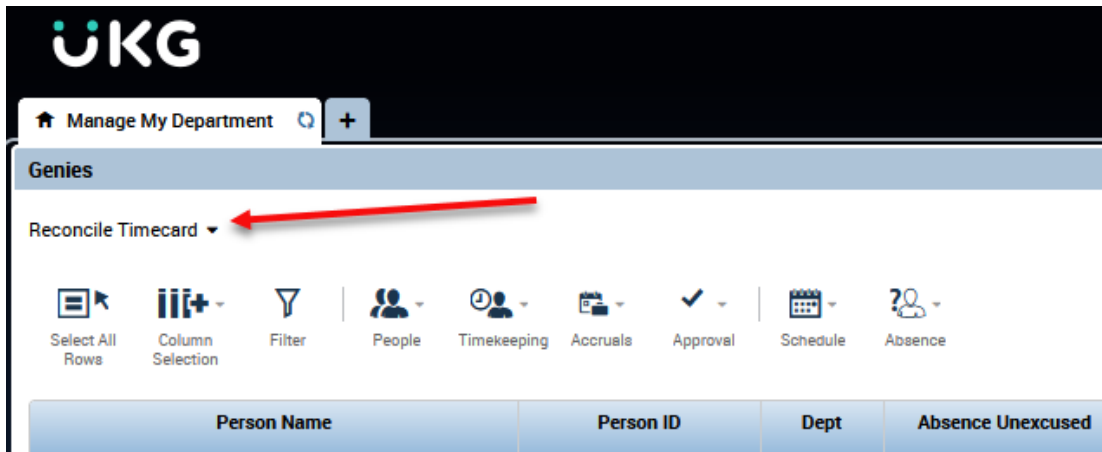 UKG
Manage My Department
+
Genies
Reconcile Timecard
Select All Rows
Column Selection
Filter
People
Timekeeping
Accruals
Approval
Schedule
Absence
Person Name Person ID Dept Absence Unexcused